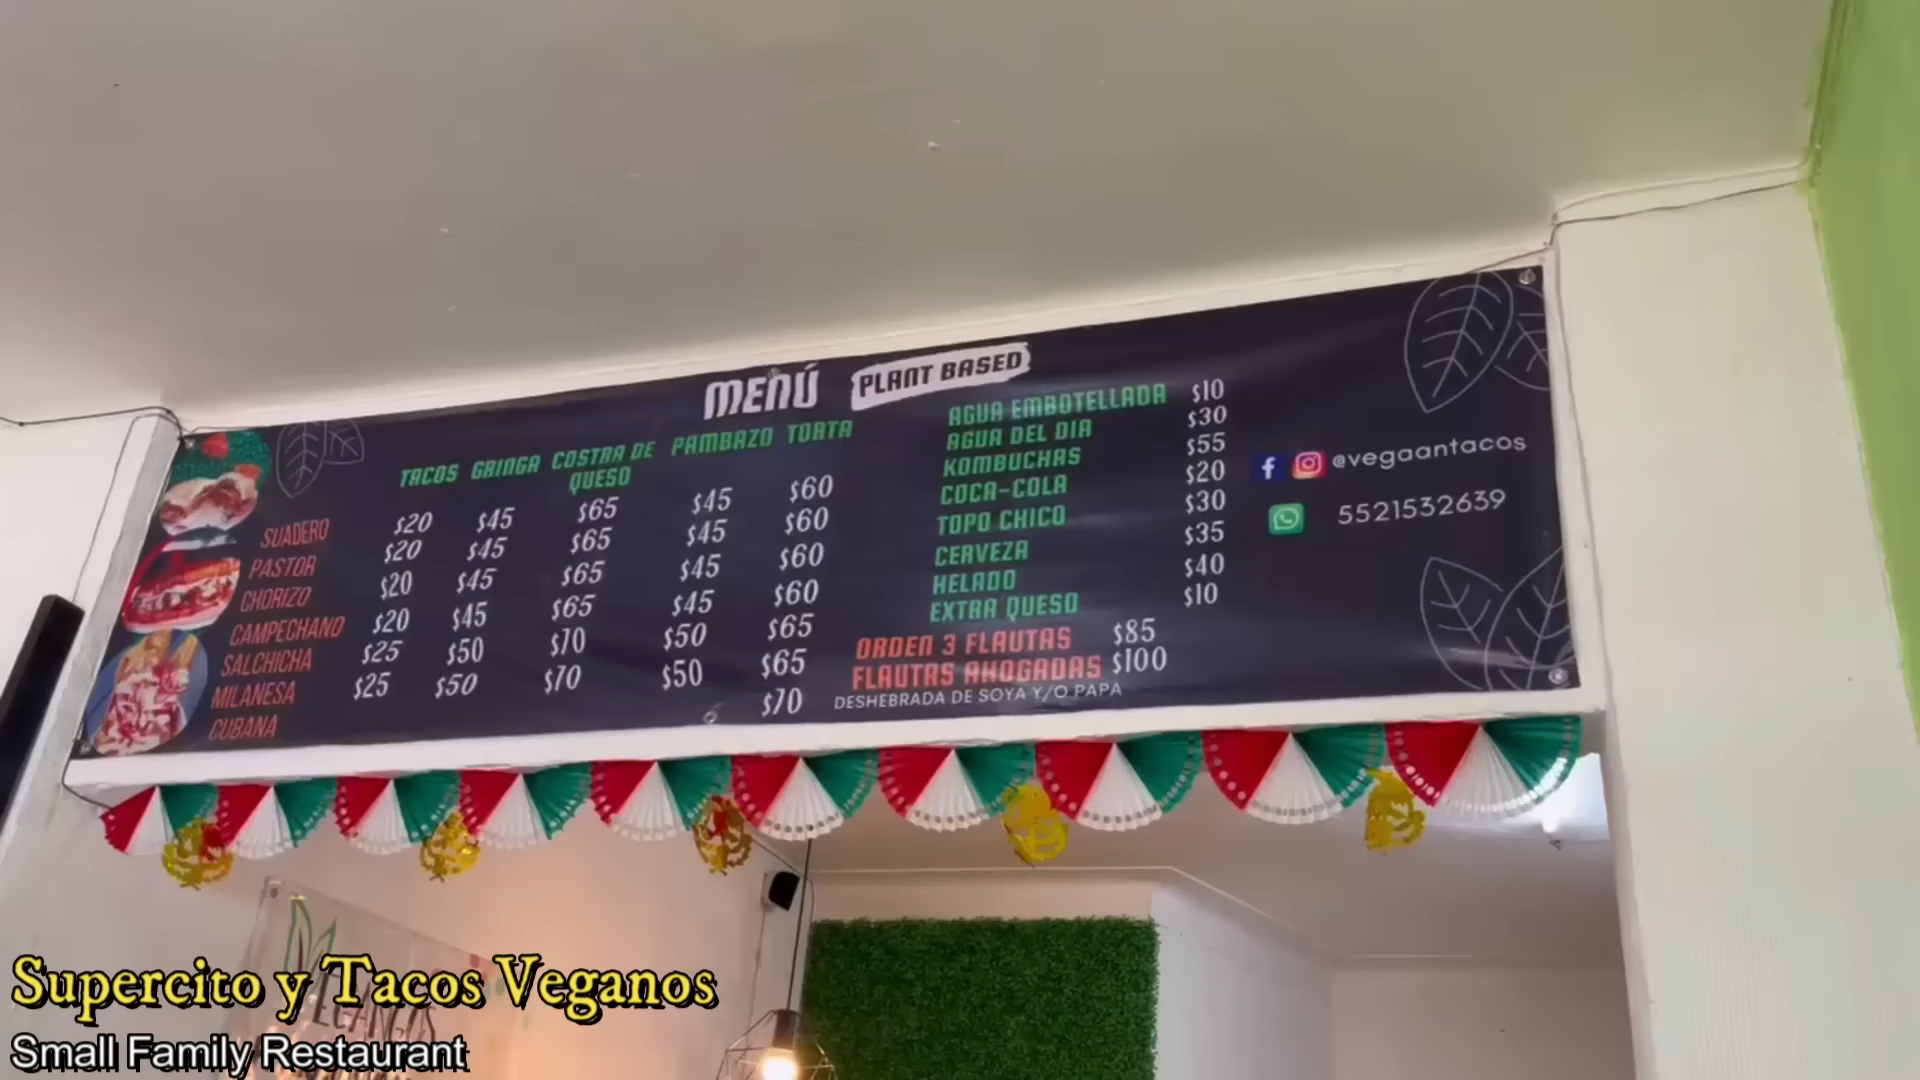 MENÚ PLANT BASED
TACOS GRINGA COSTRA DE QUESO PAMBAZO TORTA
SUADERO $20 $45 $65 $45 $60
PASTOR $20 $45 $65 $45 $60
CHORIZO $20 $45 $65 $45 $60
CAMPECHANO $20 $45 $65 $45 $60
SALCHICHA $25 $50 $70 $50 $65
MILANESA $25 $50 $70 $50 $65
CUBANA $70
AGUA EMBOTELLADA $10
AGUA DEL DIA $30
KOMBUCHAS $55
COCA-COLA $20
TOPO CHICO $30
CERVEZA $35
HELADO $40
EXTRA QUESO $10
ORDEN 3 FLAUTAS $85
FLAUTAS AHOGADAS $100
DESHEBRADA DE SOYA Y/O PAPA
@vegaantacos
5521532639
Supercito y Tacos Veganos
Small Family Restaurant